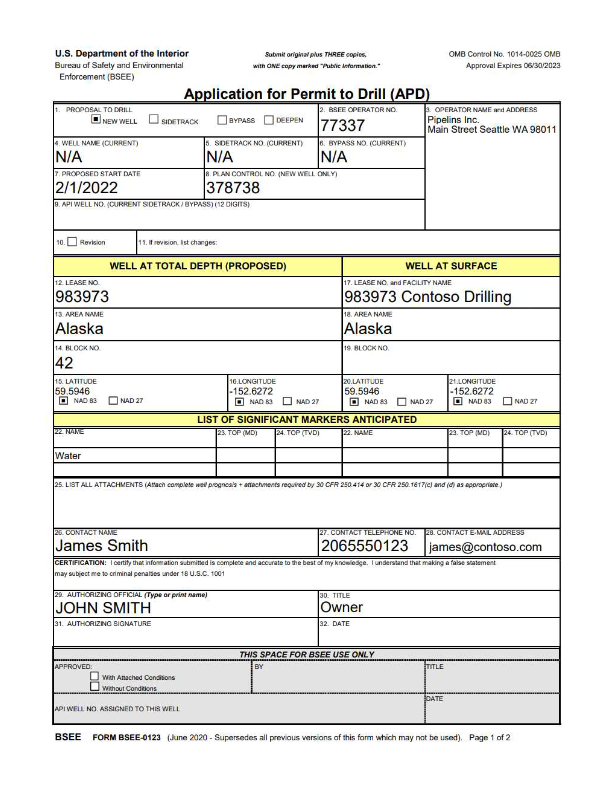 U.S. Department of the Interior
Submit original plus THREE copies,
OMB Control No. 1014-0025 OMB
Bureau of Safety and Environmental
with ONE copy marked "Public Information."
Approval Expires 06/30/2023
Enforcement (BSEE)
Application for Permit to Drill (APD)
1. PROPOSAL TO DRILL
NEW WELL SIDETRACK BYPASS DEEPEN
2. BSEE OPERATOR NO.
77337
3. OPERATOR NAME and ADDRESS
Pipelins Inc.
Main Street Seattle WA 98011
4. WELL NAME (CURRENT)
N/A
5. SIDETRACK NO. (CURRENT)
N/A
6. BYPASS NO. (CURRENT)
N/A
7. PROPOSED START DATE
2/1/2022
8. PLAN CONTROL NO. (NEW WELL ONLY)
378738
9. API WELL NO. (CURRENT SIDETRACK / BYPASS) (12 DIGITS)
10. Revision
11. If revision, list changes:
WELL AT TOTAL DEPTH (PROPOSED)
WELL AT SURFACE
12. LEASE NO.
983973
17. LEASE NO. and FACILITY NAME
983973 Contoso Drilling
13. AREA NAME
Alaska
18. AREA NAME
Alaska
14. BLOCK NO.
42
19. BLOCK NO.
15. LATITUDE
59.5946
NAD 83 NAD 27
16.LONGITUDE
-152.6272
NAD 83 NAD 27
20.LATITUDE
59.5946
NAD 83 NAD 27
21.LONGITUDE
-152.6272
NAD 83 NAD 27
LIST OF SIGNIFICANT MARKERS ANTICIPATED
22. NAME 23. TOP (MD) 24. TOP (TVD) 22. NAME 23. TOP (MD) 24. TOP (TVD)
Water
25. LIST ALL ATTACHMENTS (Attach complete well prognosis + attachments required by 30 CFR 250.414 or 30 CFR 250.1617(c) and (d) as appropriate.)
26. CONTACT NAME
James Smith
27. CONTACT TELEPHONE NO.
2065550123
28. CONTACT E-MAIL ADDRESS
james@contoso.com
CERTIFICATION: I certify that information submitted is complete and accurate to the best of my knowledge. I understand that making a false statement
may subject me to criminal penalties under 18 U.S.C. 1001
29. AUTHORIZING OFFICIAL (Type or print name)
JOHN SMITH
30. TITLE
Owner
31. AUTHORIZING SIGNATURE
32. DATE
THIS SPACE FOR BSEE USE ONLY
APPROVED:
With Attached Conditions
Without Conditions
BY
TITLE
API WELL NO. ASSIGNED TO THIS WELL
DATE
BSEE FORM BSEE-0123 (June 2020 - Supersedes all previous versions of this form which may not be used). Page 1 of 2